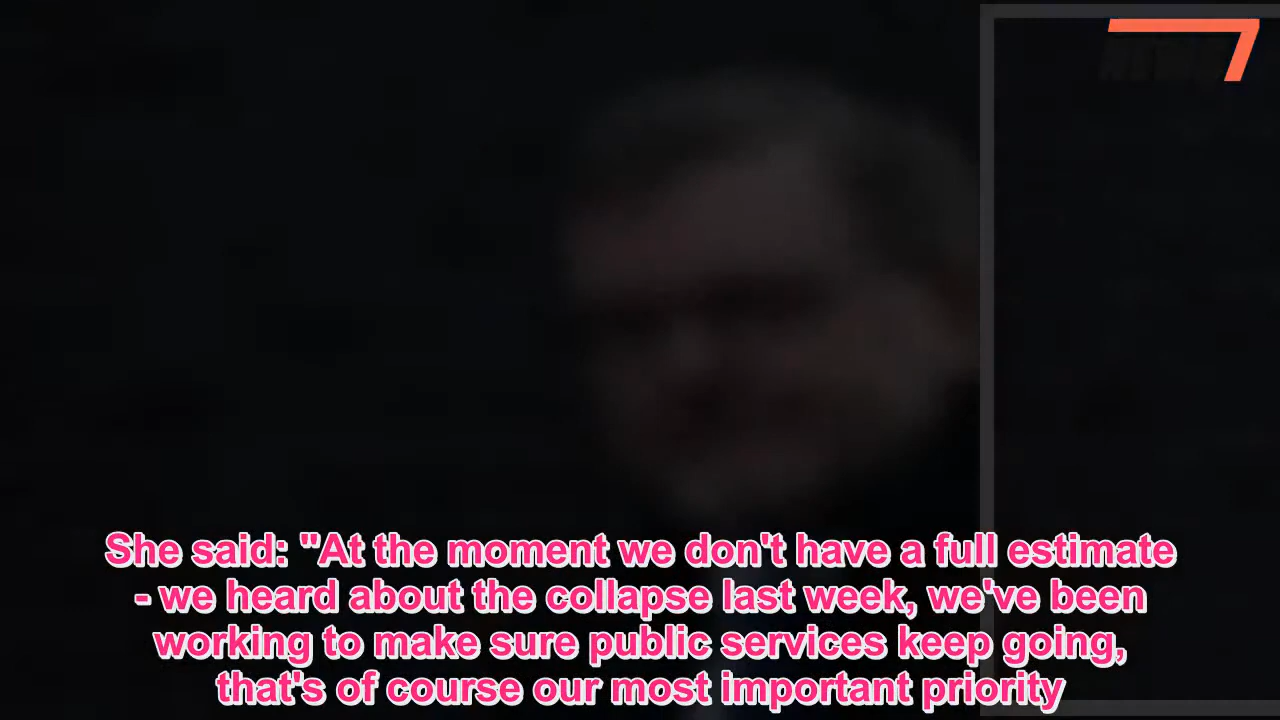 She said: "At the moment we don't have a full estimate
- we heard about the collapse last week, we've been
working to make sure public services keep going,
that's of course our most important priority